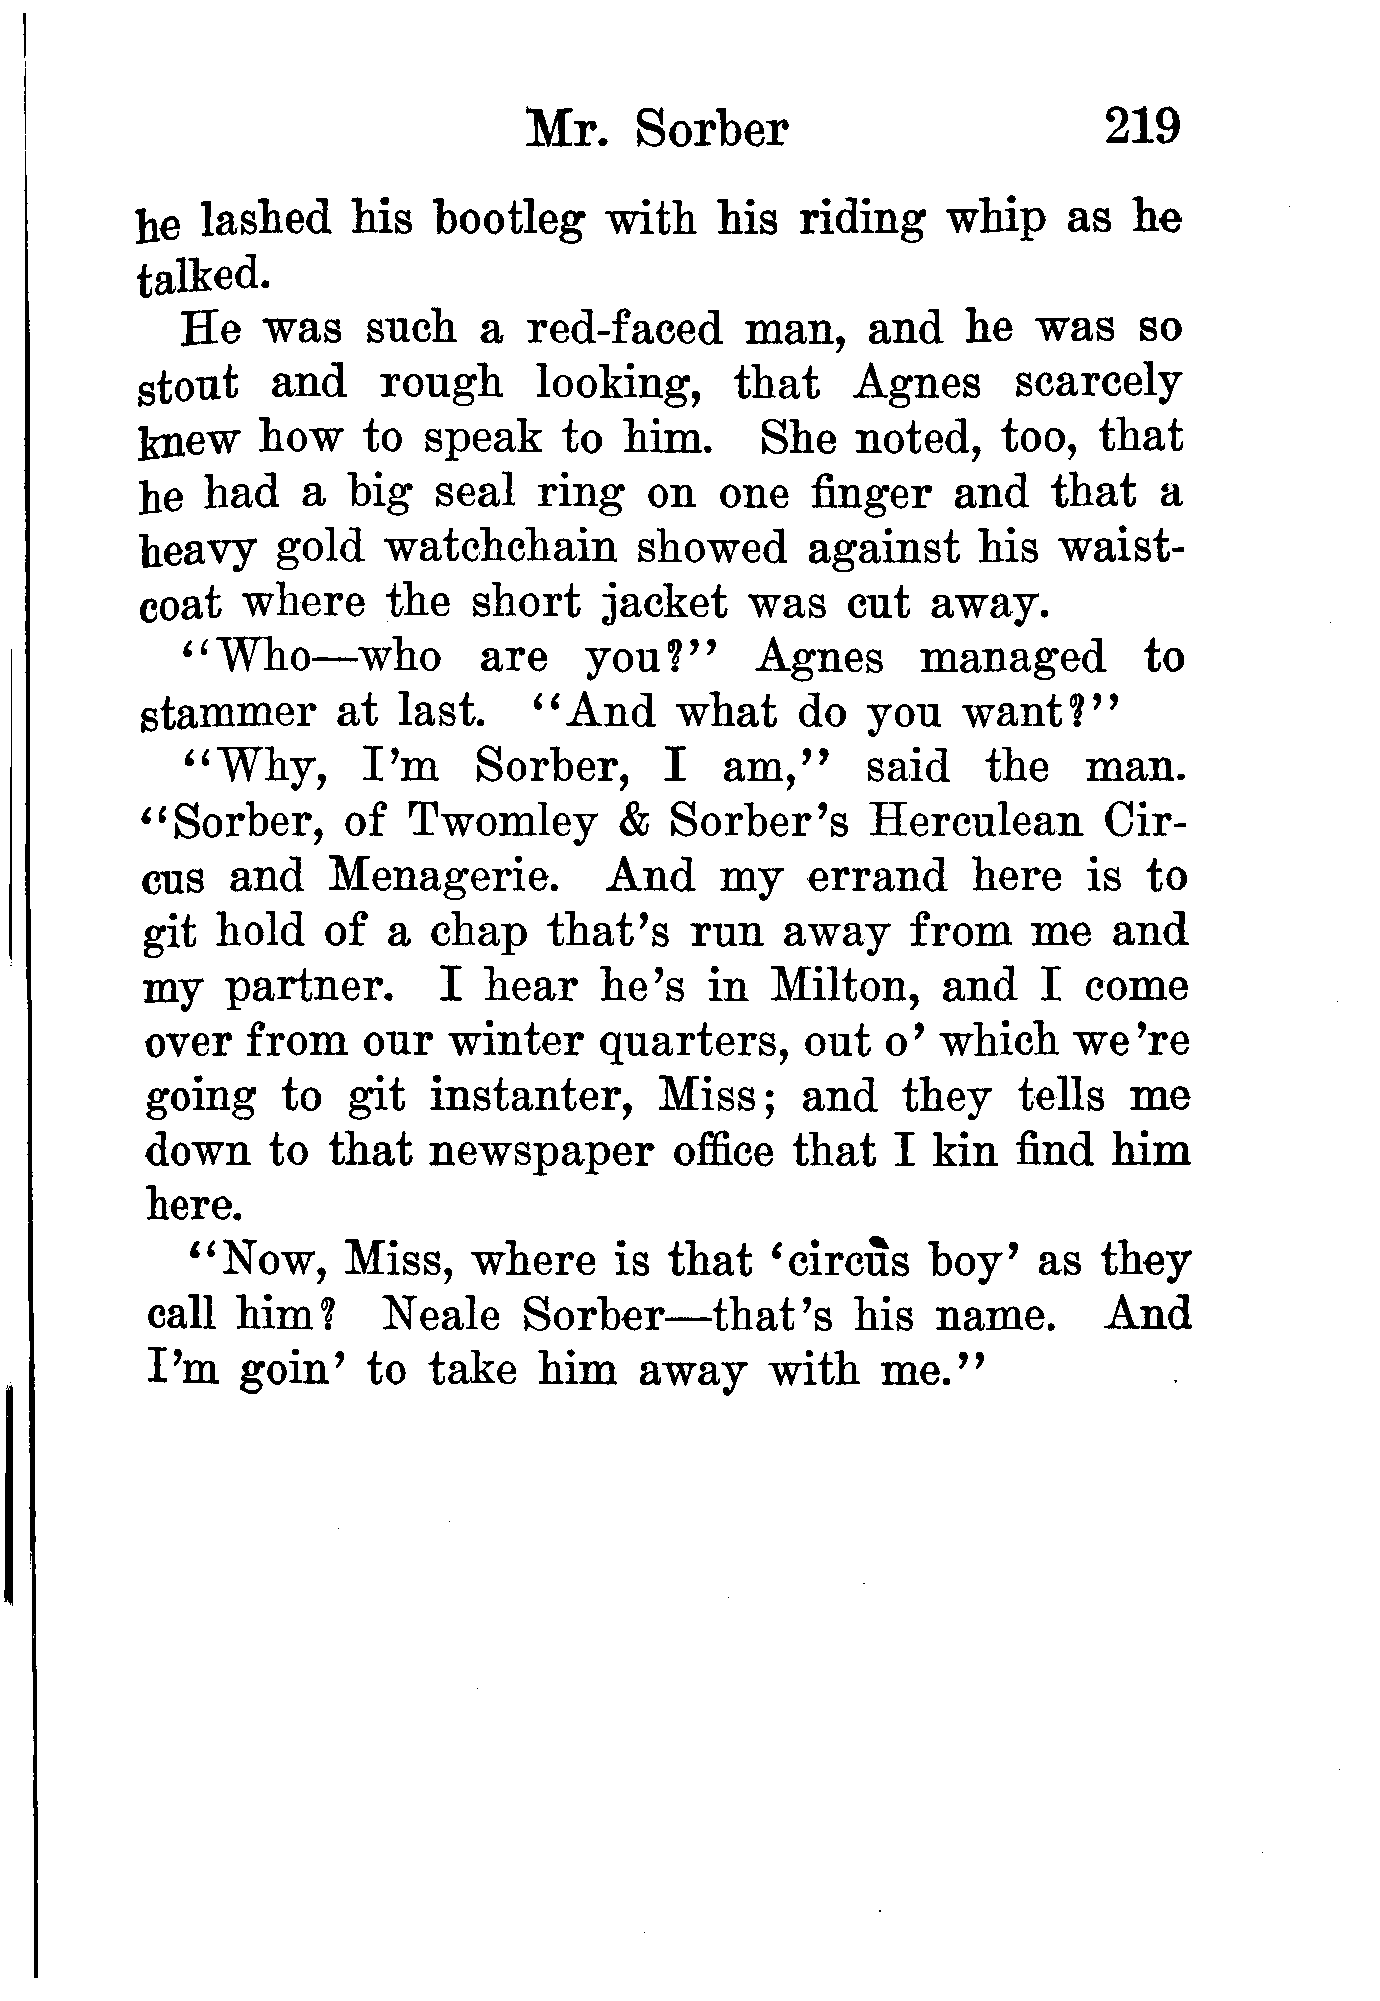 Mr. Sorber 219
he lashed his bootleg with his riding whip as he
talked.
He was such a red-faced man, and he was so
stout and rough looking, that Agnes scarcely
knew how to speak to him. She noted, too, that
he had a big seal ring on one finger and that a
heavy gold watchchain showed against his waist-
coat where the short jacket was cut away.
"Who—who are you?" Agnes managed to
stammer at last. "And what do you want?"
"Why, I'm Sorber, I am," said the man.
"Sorber, of Twomley & Sorber's Herculean Cir-
cus and Menagerie. And my errand here is to
git hold of a chap that's run away from me and
my partner. I hear he's in Milton, and I come
over from our winter quarters, out o' which we're
going to git instanter, Miss; and they tells me
down to that newspaper office that I kin find him
here.
"Now, Miss, where is that 'circus boy' as they
call him? Neale Sorber—that's his name. And
I'm goin' to take him away with me."